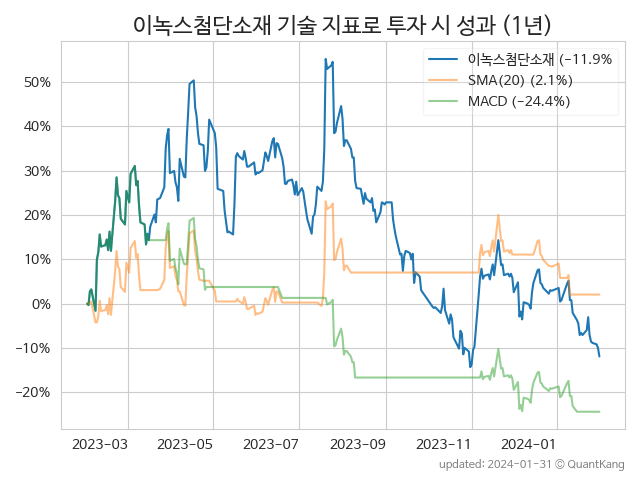 이녹스첨단소재 기술 지표로 투자 시 성과 (1년)
이녹스첨단소재 (−11.9%
SMA(20) (2.1%)
MACD (−24.4%)
50%
40%
30%
20%
10%
0%
−10%
−20%
2023-03
2023-05
2023-07
2023-09
2023-11
2024-01
updated: 2024-01-31 © QuantKang